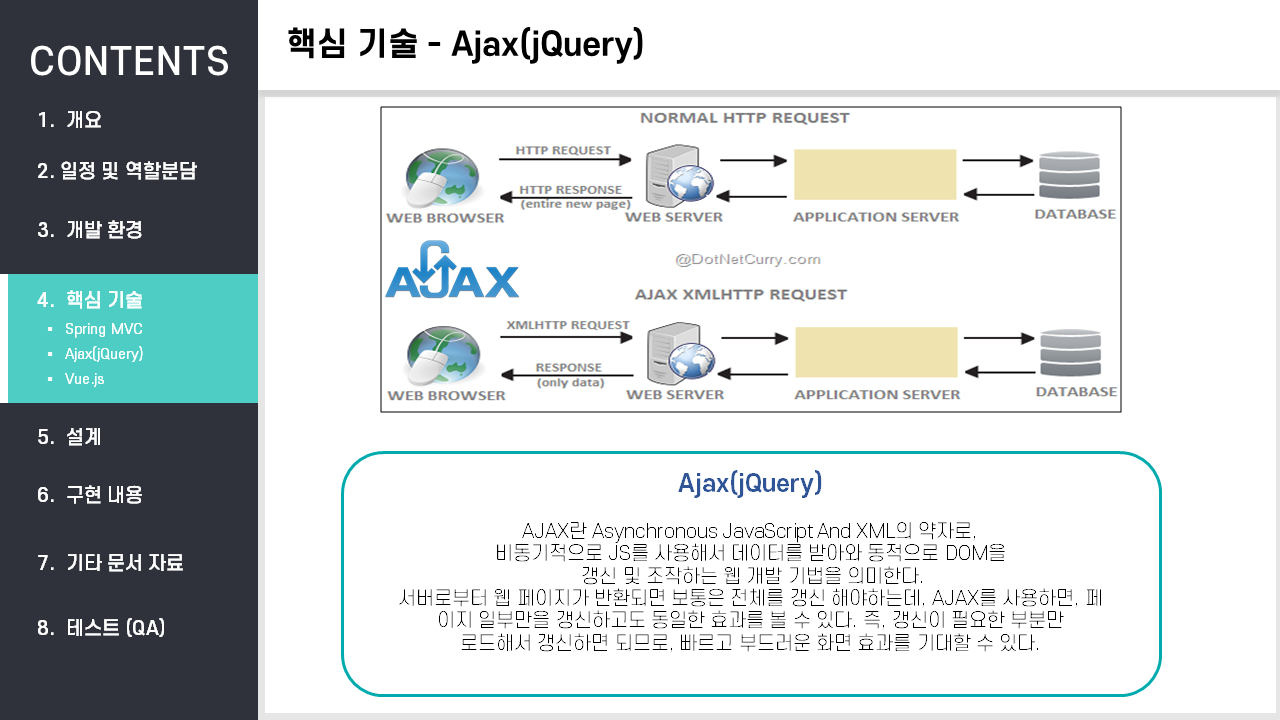 CONTENTS
1. 개요
2. 일정 및 역할분담
3. 개발 환경
4. 핵심 기술
▪ Spring MVC
▪ Ajax(jQuery)
▪ Vue.js
5. 설계
6. 구현 내용
7. 기타 문서 자료
8. 테스트 (QA)
핵심 기술 - Ajax(jQuery)
NORMAL HTTP REQUEST
HTTP REQUEST
HTTP RESPONSE
(entire new page)
WEB BROWSER
WEB SERVER
APPLICATION SERVER
DATABASE
AJAX
@DotNetCurry.com
AJAX XMLHTTP REQUEST
XMLHTTP REQUEST
RESPONSE
(only data)
WEB BROWSER
WEB SERVER
APPLICATION SERVER
DATABASE
Ajax(jQuery)
AJAX란 Asynchronous JavaScript And XML의 약자로,
비동기적으로 JS를 사용해서 데이터를 받아와 동적으로 DOM을
갱신 및 조작하는 웹 개발 기법을 의미한다.
서버로부터 웹 페이지가 반환되면 보통은 전체를 갱신 해야하는데, AJAX를 사용하면, 페
이지 일부만을 갱신하고도 동일한 효과를 볼 수 있다. 즉, 갱신이 필요한 부분만
로드해서 갱신하면 되므로, 빠르고 부드러운 화면 효과를 기대할 수 있다.